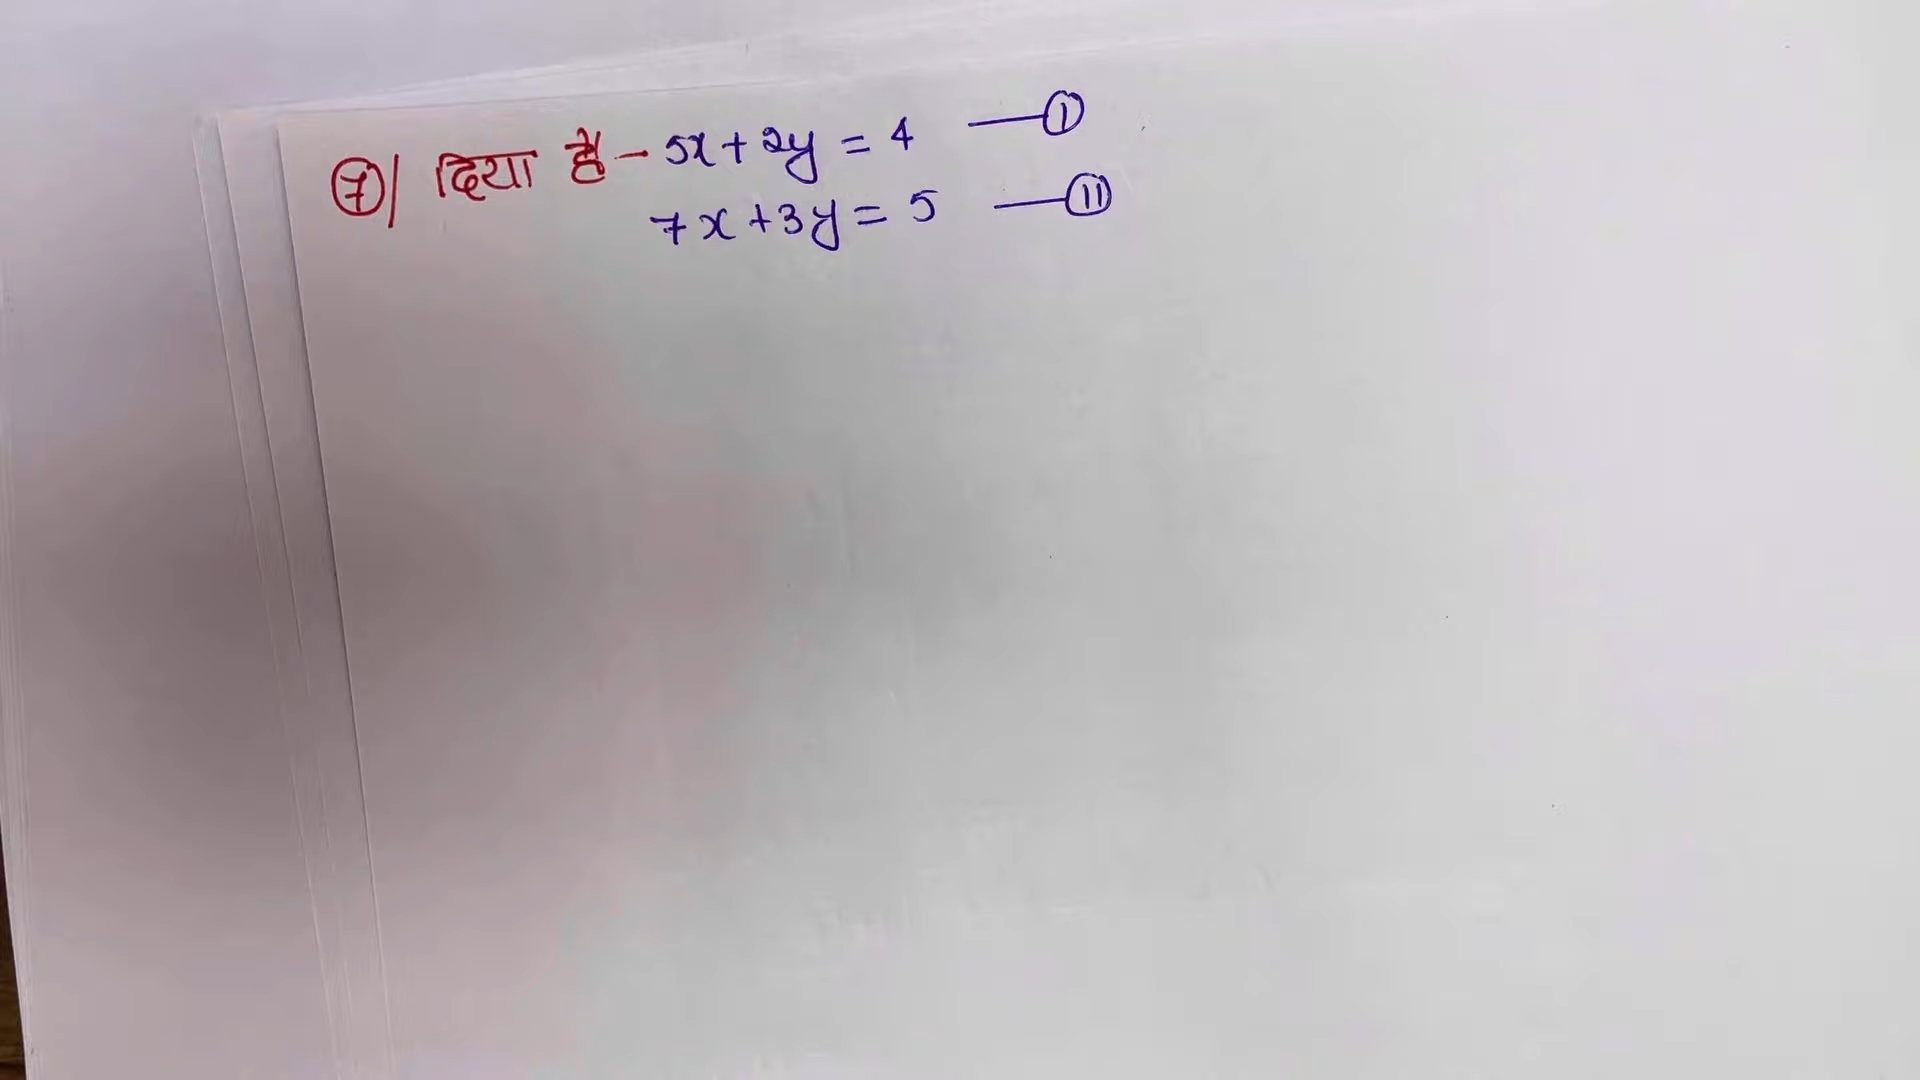 ⑦/ दिया है - 5x + 2y = 4 —①
7x + 3y = 5 —⑪